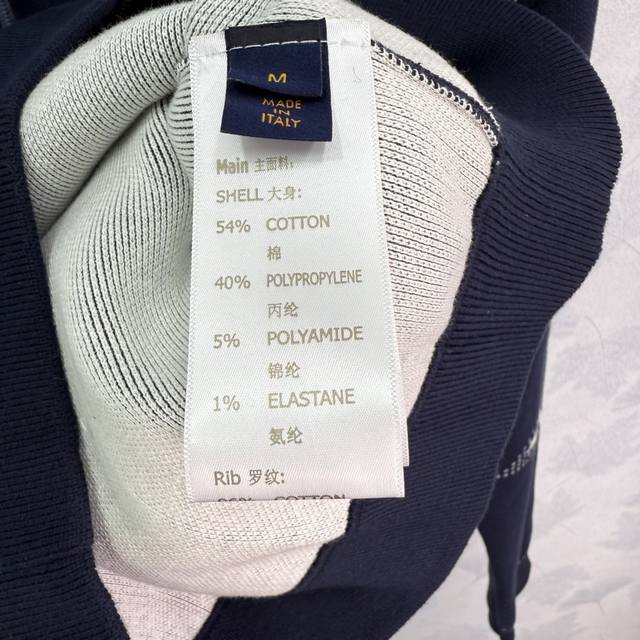 M
MADE
IN
ITALY
Main 主面料:
SHELL 大身:
54% COTTON
棉
40% POLYPROPYLENE
丙纶
5% POLYAMIDE
锦纶
1% ELASTANE
氨纶
Rib 罗纹:
COTTON